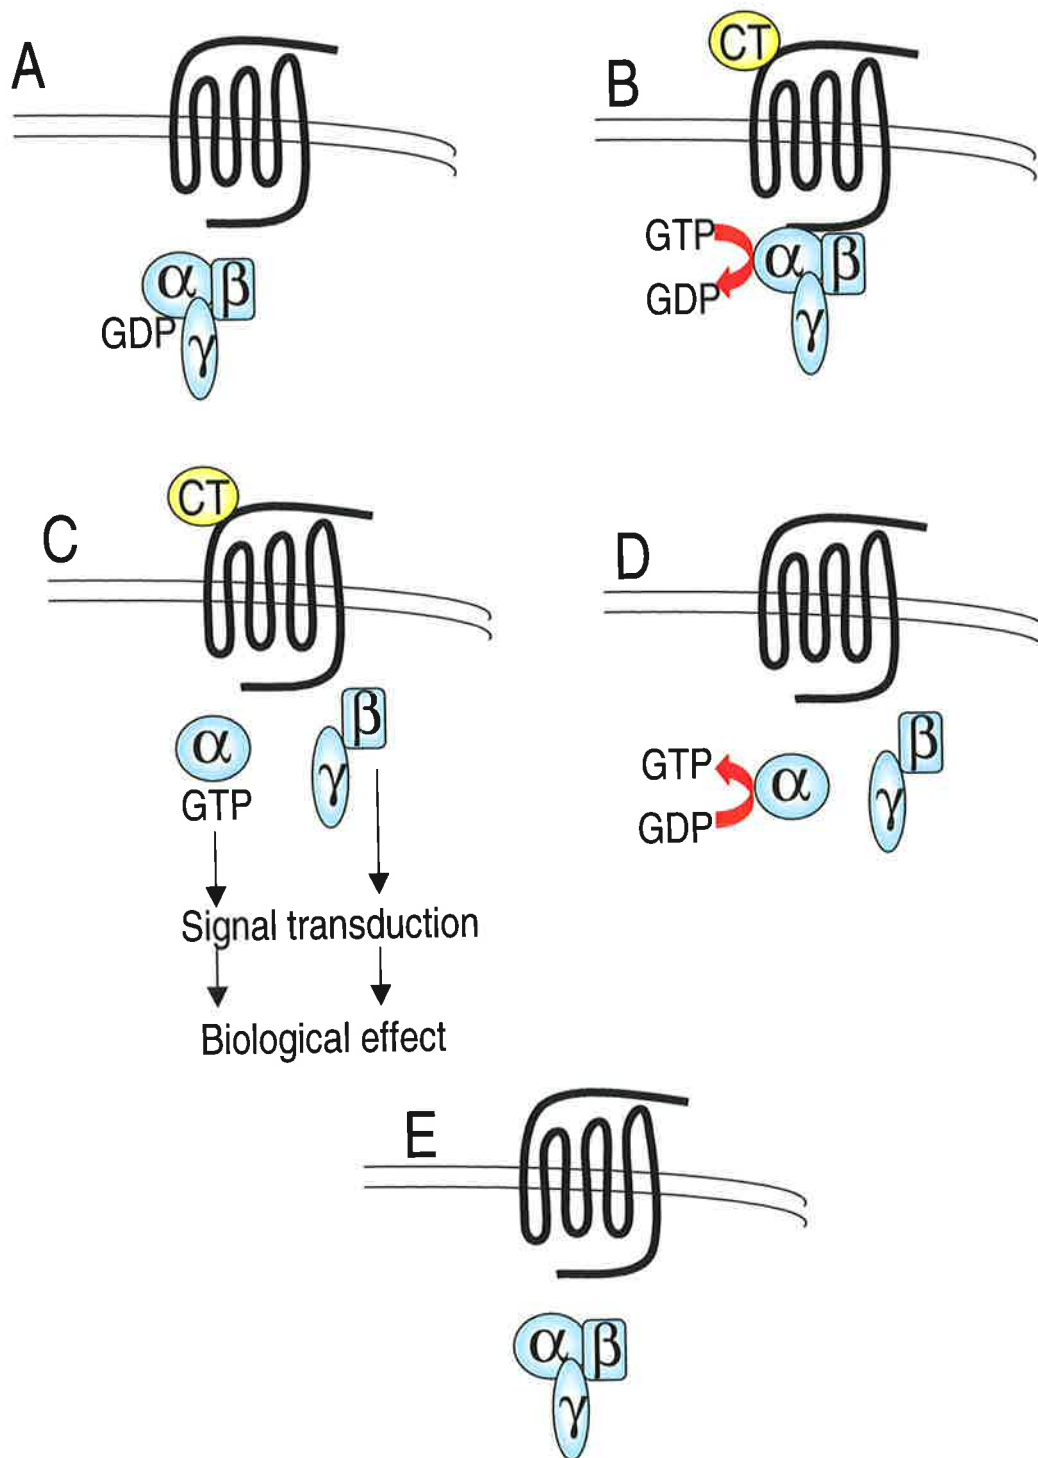 A
α β
GDP γ
CT
B
GTP
α β
GDP
γ
CT
C
α β
γ
GTP
Signal transduction
Biological effect
D
GTP
α β
γ
GDP
E
α β
γ